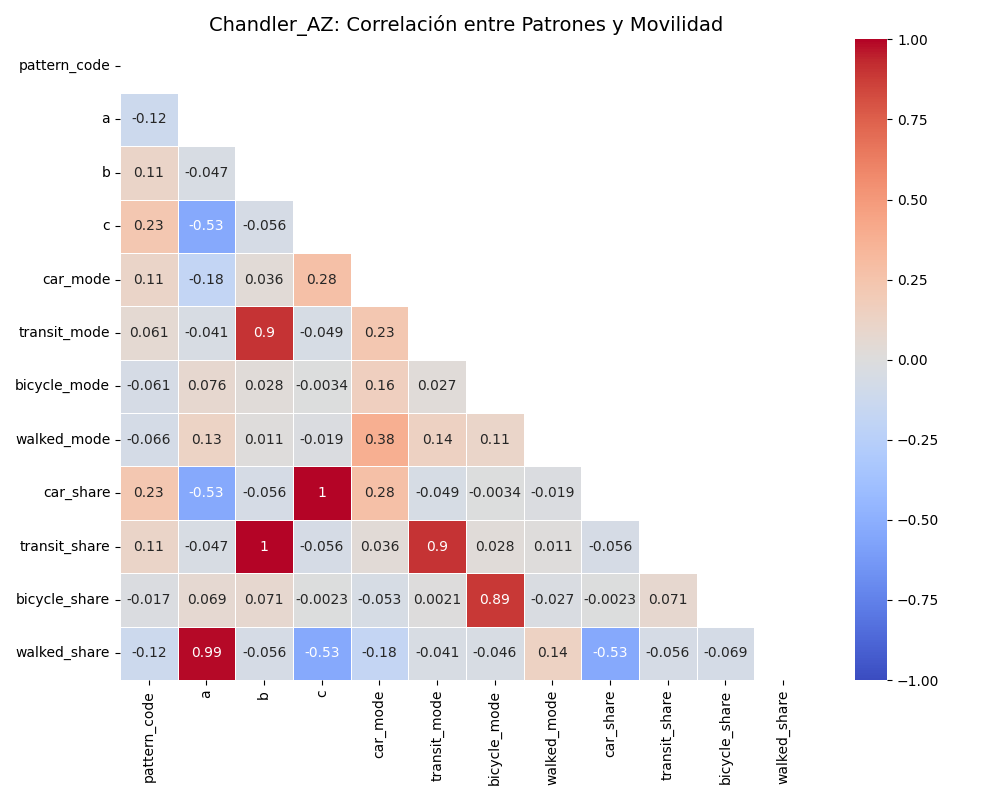 Chandler_AZ: Correlación entre Patrones y Movilidad
pattern_code
a -0.12
b 0.11 -0.047
c 0.23 -0.53 -0.056
car_mode 0.11 -0.18 0.036 0.28
transit_mode 0.061 -0.041 0.9 -0.049 0.23
bicycle_mode -0.061 0.076 0.028 -0.0034 0.16 0.027
walked_mode -0.066 0.13 0.011 -0.019 0.38 0.14 0.11
car_share 0.23 -0.53 -0.056 1 0.28 -0.049 -0.0034 -0.019
transit_share 0.11 -0.047 1 -0.056 0.036 0.9 0.028 0.011 -0.056
bicycle_share -0.017 0.069 0.071 -0.0023 -0.053 0.0021 0.89 -0.027 -0.0023 0.071
walked_share -0.12 0.99 -0.056 -0.53 -0.18 -0.041 -0.046 0.14 -0.53 -0.056 -0.069
pattern_code a b c car_mode transit_mode bicycle_mode walked_mode car_share transit_share bicycle_share walked_share
1.00
0.75
0.50
0.25
0.00
−0.25
−0.50
−0.75
−1.00